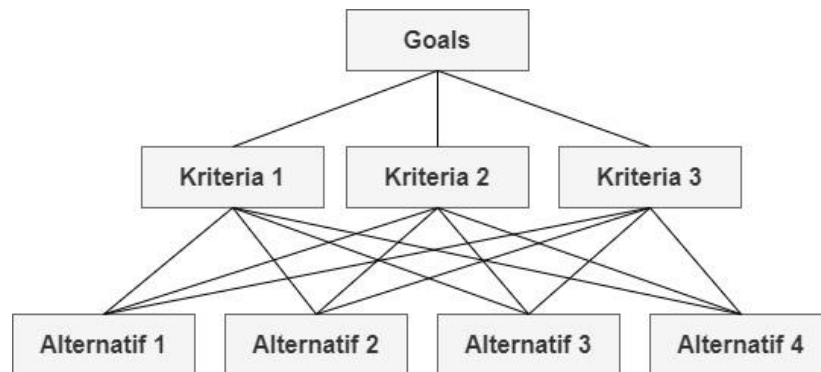 Goals
Kriteria 1
Kriteria 2
Kriteria 3
Alternatif 1
Alternatif 2
Alternatif 3
Alternatif 4